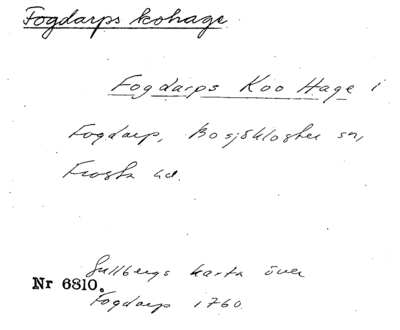 Fogdarps kohage.
Fogdarps Koo Hage i
Fogdarp, Bosjökloster sn,
Frosta hd.
Gullbergs karta över
Nr 6810.
Fogdarp 1760.